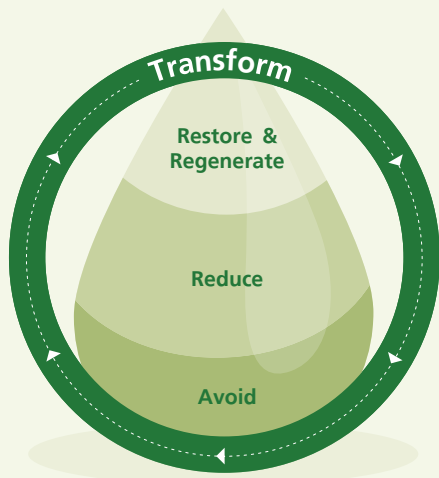 Transform
Restore &
Regenerate
Reduce
Avoid